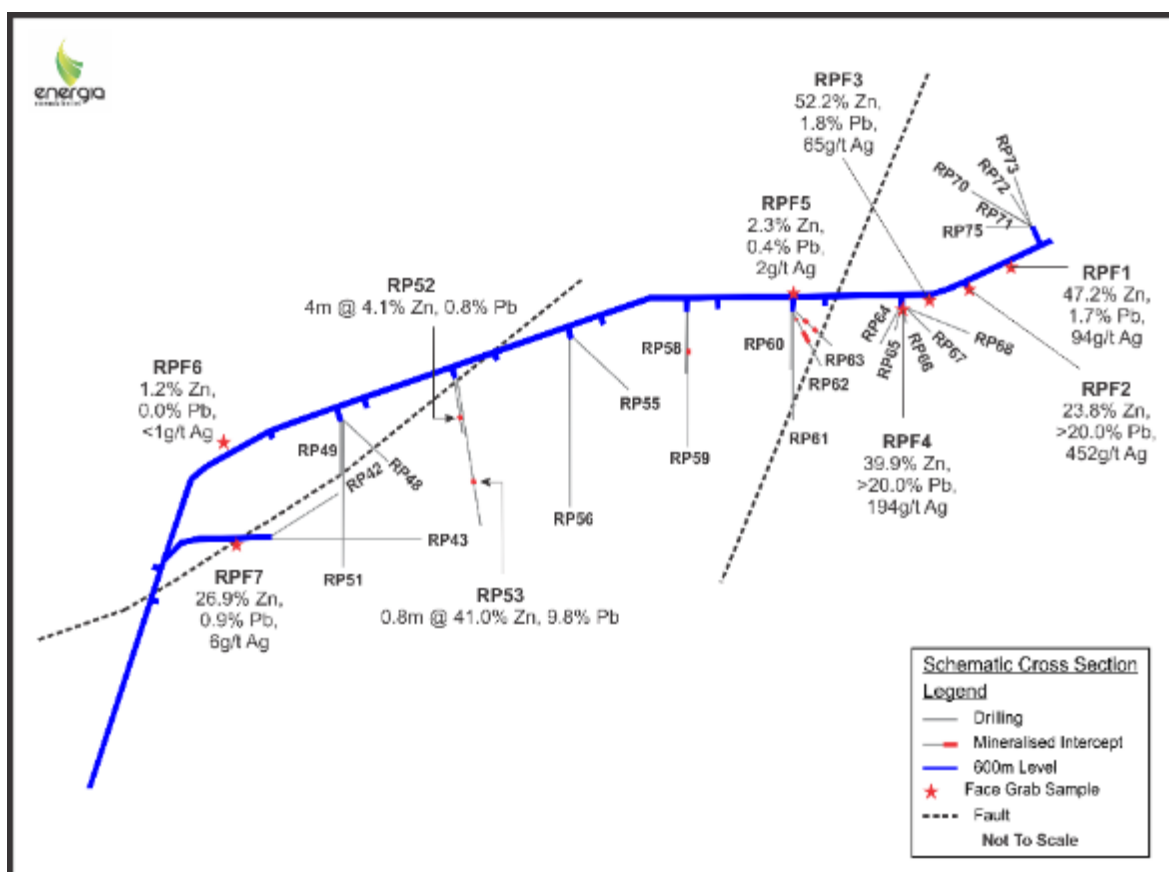 energia
RPF3
52.2% Zn,
1.8% Pb,
65g/t Ag
RP73
RP72
RP70
RP71
RP75
RPF5
2.3% Zn,
0.4% Pb,
2g/t Ag
RP52
4m @ 4.1% Zn, 0.8% Pb
RPF1
47.2% Zn,
1.7% Pb,
94g/t Ag
RP58
RP60
RP63
RP62
RP64
RP65
RP66
RP67
RP68
RPF6
1.2% Zn,
0.0% Pb,
<1g/t Ag
RP55
RPF2
23.8% Zn,
>20.0% Pb,
452g/t Ag
RP49
RP42
RP48
RP59
RP61
RPF4
39.9% Zn,
>20.0% Pb,
194g/t Ag
RP56
RP43
RP51
RPF7
26.9% Zn,
0.9% Pb,
6g/t Ag
RP53
0.8m @ 41.0% Zn, 9.8% Pb
Schematic Cross Section
Legend
Drilling
Mineralised Intercept
600m Level
Face Grab Sample
Fault
Not To Scale